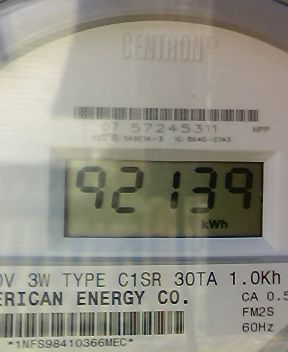 CENTRON®
07 57245311 HPP
92139
kWh
0V 3W TYPE C1SR 30TA 1.0Kh
ERICAN ENERGY CO.
CA 0.5
FM2S
60Hz
*1NFS98410366MEC*